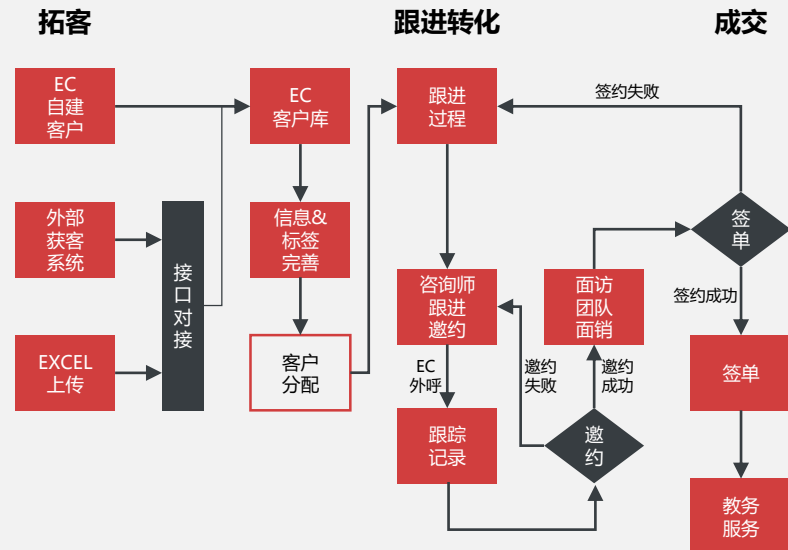 拓客
跟进转化
成交
EC
自建
客户
EC
客户库
跟进
过程
签约失败
外部
获客
系统
接
口
对
接
信息&
标签
完善
签
单
咨询师
跟进
邀约
面访
团队
面销
签约成功
EXCEL
上传
客户
分配
EC
外呼
邀约
失败
邀约
成功
签单
跟踪
记录
邀
约
教务
服务